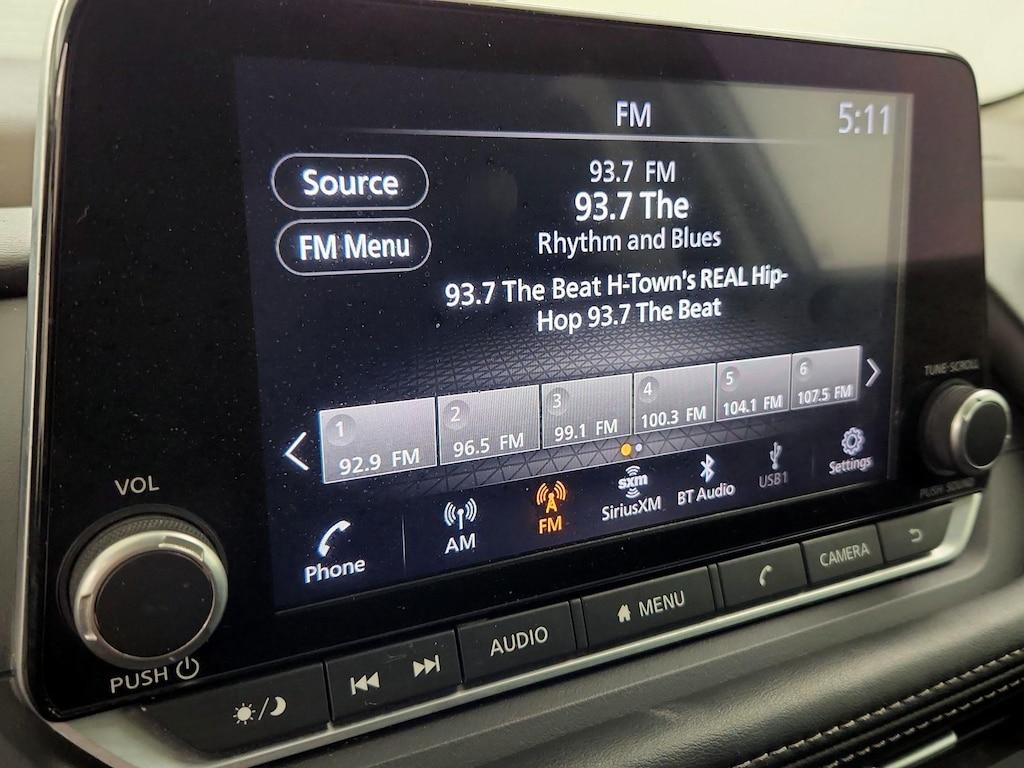 FM
5:11
Source
93.7 FM
93.7 The
FM Menu
Rhythm and Blues
93.7 The Beat H-Town's REAL Hip-
Hop 93.7 The Beat
1
92.9 FM
2
96.5 FM
3
99.1 FM
4
100.3 FM
5
104.1 FM
6
107.5 FM
Phone
AM
FM
sxm
SiriusXM
BT Audio
USB1
Settings
VOL
PUSH
TUNE·SCROLL
PUSH SOUND
AUDIO
MENU
CAMERA